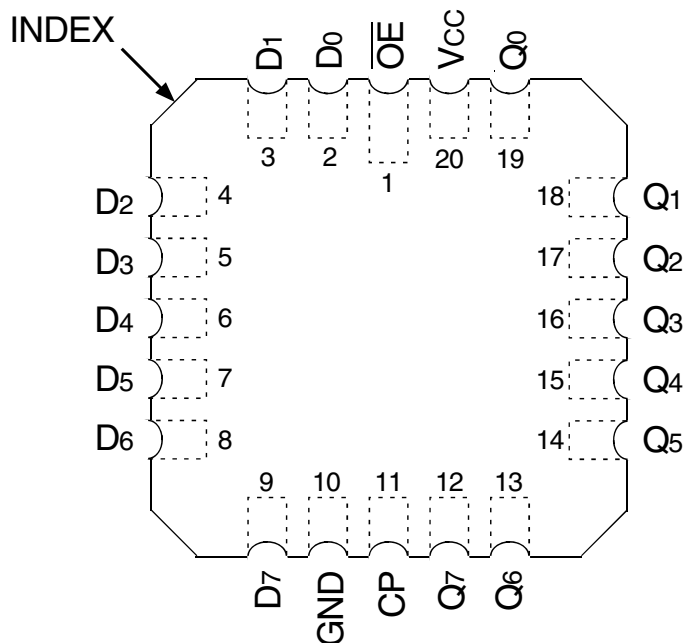 INDEX
D1 D0 O̅E̅ VCC Q0
3 2 1 20 19
D2 4 18 Q1
D3 5 17 Q2
D4 6 16 Q3
D5 7 15 Q4
D6 8 14 Q5
9 10 11 12 13
D7 GND CP Q7 Q6